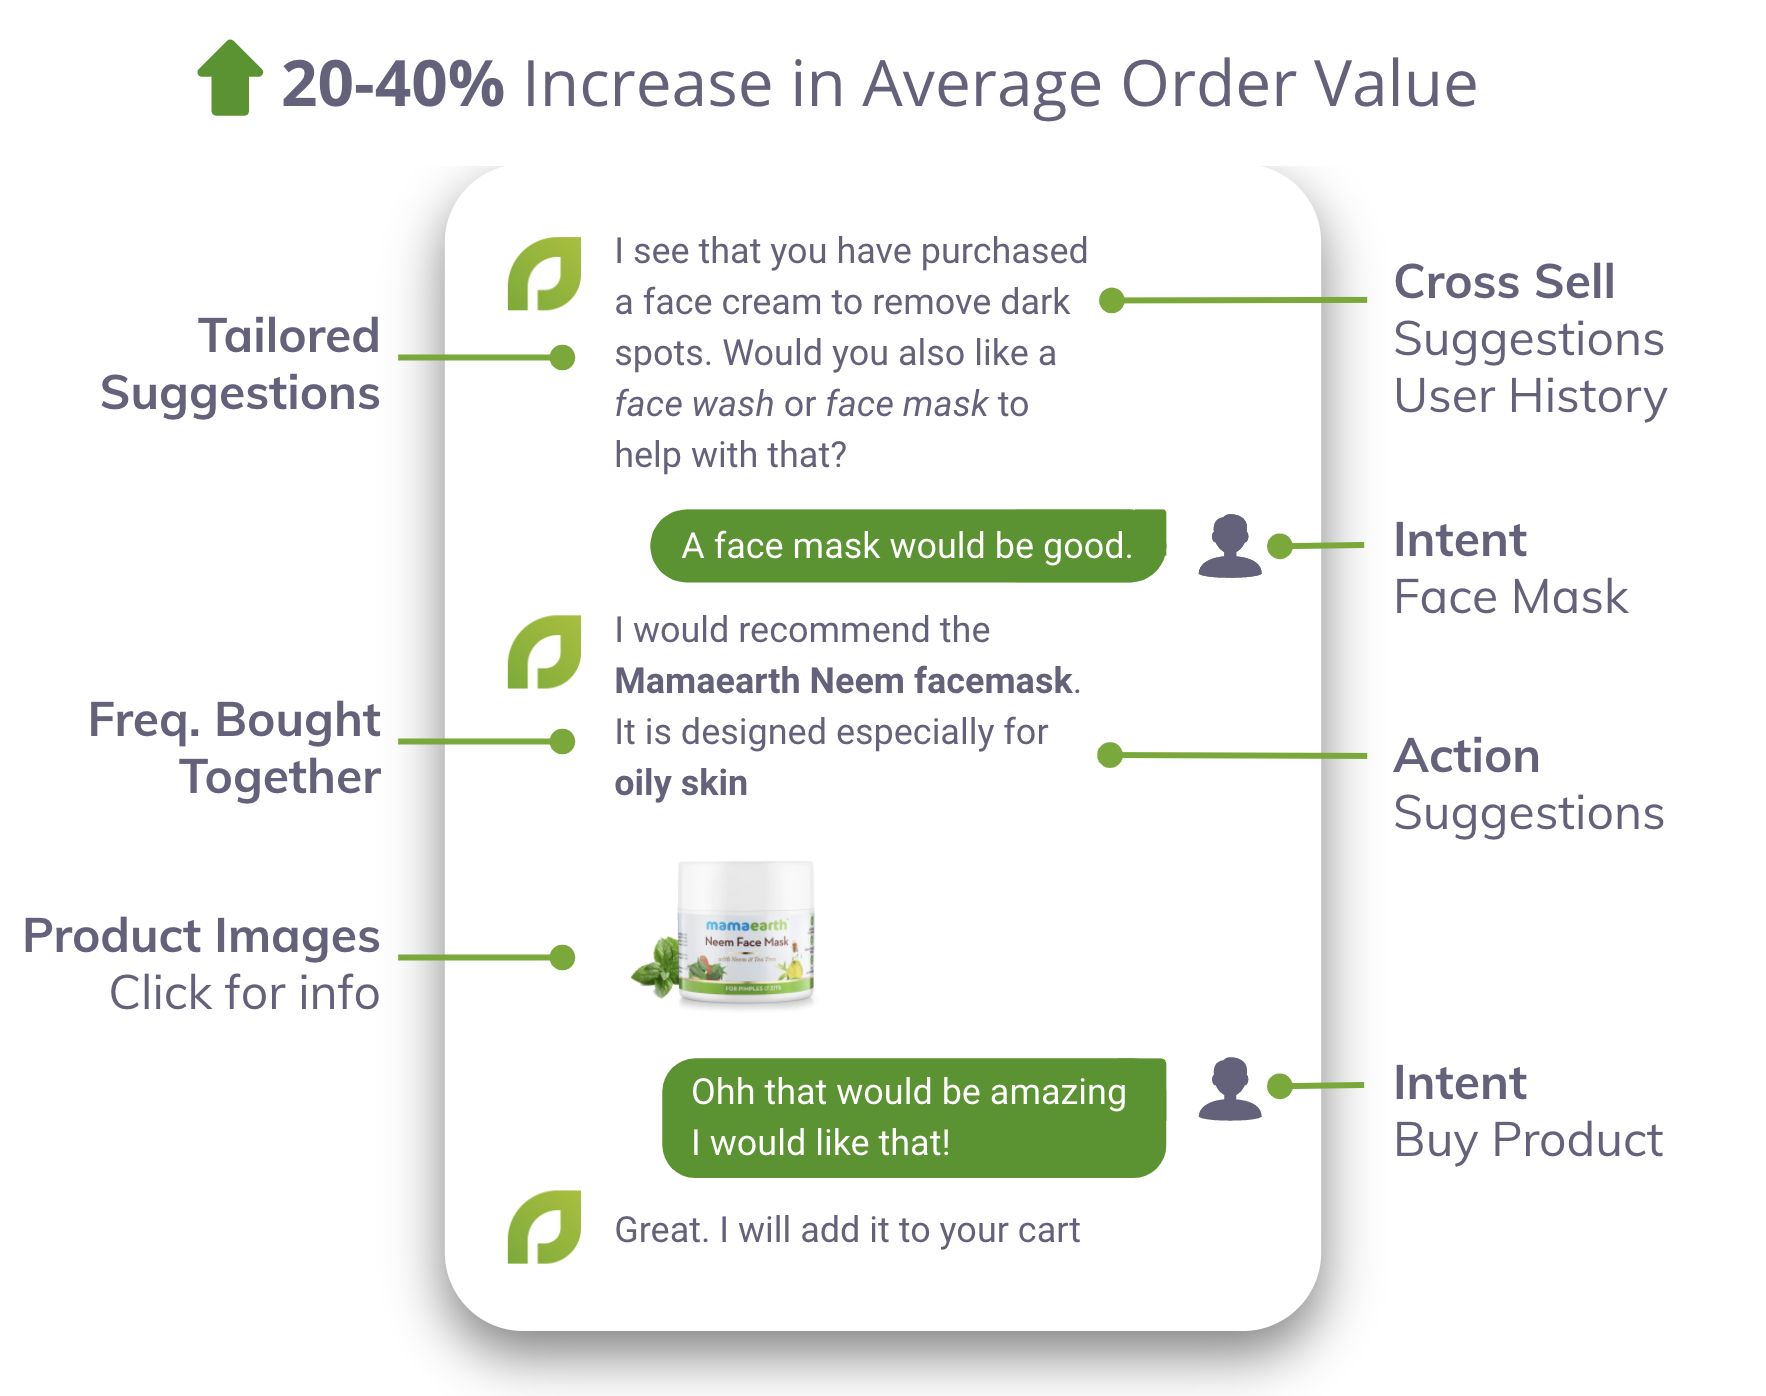 20-40% Increase in Average Order Value
I see that you have purchased
a face cream to remove dark
spots. Would you also like a
face wash or face mask to
help with that?
Tailored
Suggestions
Cross Sell
Suggestions
User History
A face mask would be good.
Intent
Face Mask
I would recommend the
Mamaearth Neem facemask.
It is designed especially for
oily skin
Freq. Bought
Together
Action
Suggestions
Product Images
Click for info
mamaearth
Neem Face Mask
with Neem & Tea Tree
FOR PIMPLES & ZITS
Ohh that would be amazing
I would like that!
Intent
Buy Product
Great. I will add it to your cart